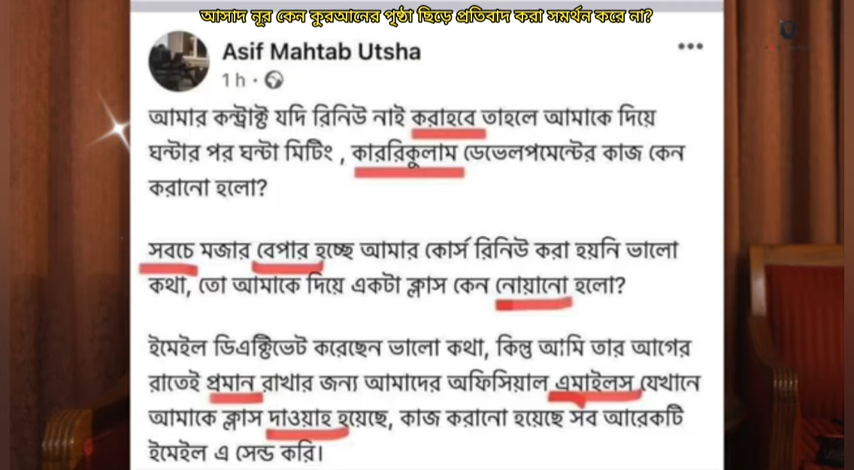 আসাদ নূর কেন কুরআনের পৃষ্ঠা ছিড়ে প্রতিবাদ করা সমর্থন করে না?
Asif Mahtab Utsha
1h ·
আমার কন্ট্রাক্ট যদি রিনিউ নাই করাহবে তাহলে আমাকে দিয়ে
ঘন্টার পর ঘন্টা মিটিং , কাররিকুলাম ডেভেলপমেন্টের কাজ কেন
করানো হলো?
সবচে মজার বেপার হচ্ছে আমার কোর্স রিনিউ করা হয়নি ভালো
কথা, তো আমাকে দিয়ে একটা ক্লাস কেন নোয়ানো হলো?
ইমেইল ডিএক্টিভেট করেছেন ভালো কথা, কিন্তু আমি তার আগের
রাতেই প্রমান রাখার জন্য আমাদের অফিসিয়াল এমাইলস যেখানে
আমাকে ক্লাস দাওয়াহ হয়েছে, কাজ করানো হয়েছে সব আরেকটি
ইমেইল এ সেন্ড করি।